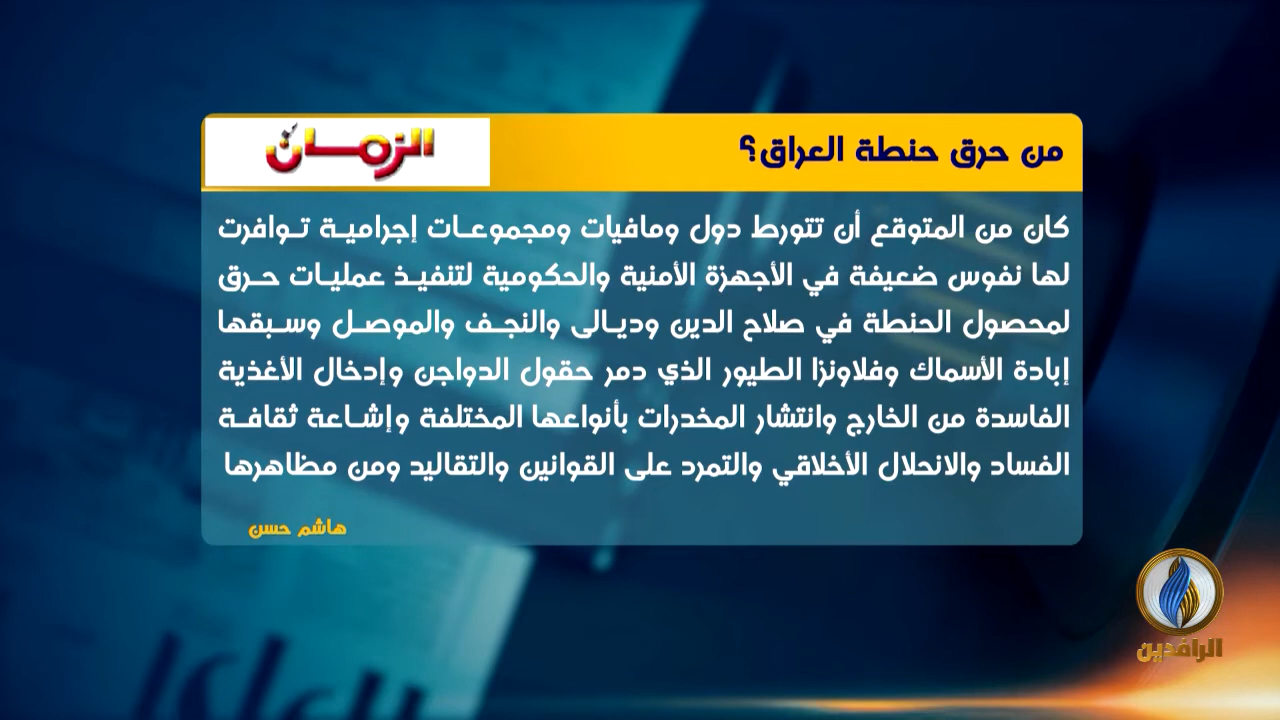 من حرق حنطة العراق؟
الزمان
كان من المتوقع أن تتورط دول ومافيات ومجموعات إجرامية توافرت
لها نفوس ضعيفة في الأجهزة الأمنية والحكومية لتنفيذ عمليات حرق
لمحصول الحنطة في صلاح الدين وديالى والنجف والموصل وسبقها
إبادة الأسماك وفلاونزا الطيور الذي دمر حقول الدواجن وإدخال الأغذية
الفاسدة من الخارج وانتشار المخدرات بأنواعها المختلفة وإشاعة ثقافة
الفساد والانحلال الأخلاقي والتمرد على القوانين والتقاليد ومن مظاهرها
هاشم حسن
الرافدين